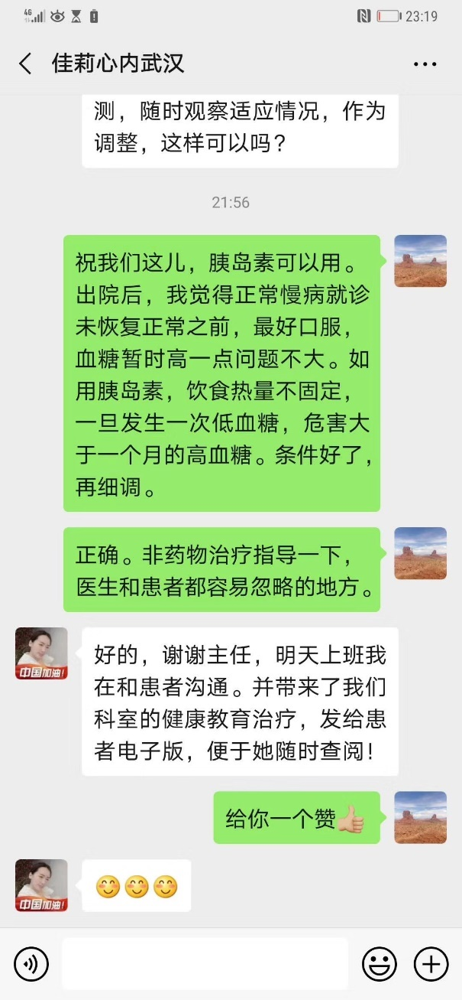 4G
23:19
佳莉心内武汉
测，随时观察适应情况，作为
调整，这样可以吗？
21:56
祝我们这儿，胰岛素可以用。
出院后，我觉得正常慢病就诊
未恢复正常之前，最好口服，
血糖暂时高一点问题不大。如
用胰岛素，饮食热量不固定，
一旦发生一次低血糖，危害大
于一个月的高血糖。条件好了，
再细调。
正确。非药物治疗指导一下，
医生和患者都容易忽略的地方。
好的，谢谢主任，明天上班我
在和患者沟通。并带来了我们
科室的健康教育治疗，发给患
者电子版，便于她随时查阅！
中国加油！
给你一个赞👍🏼
😊😊😊
中国加油！